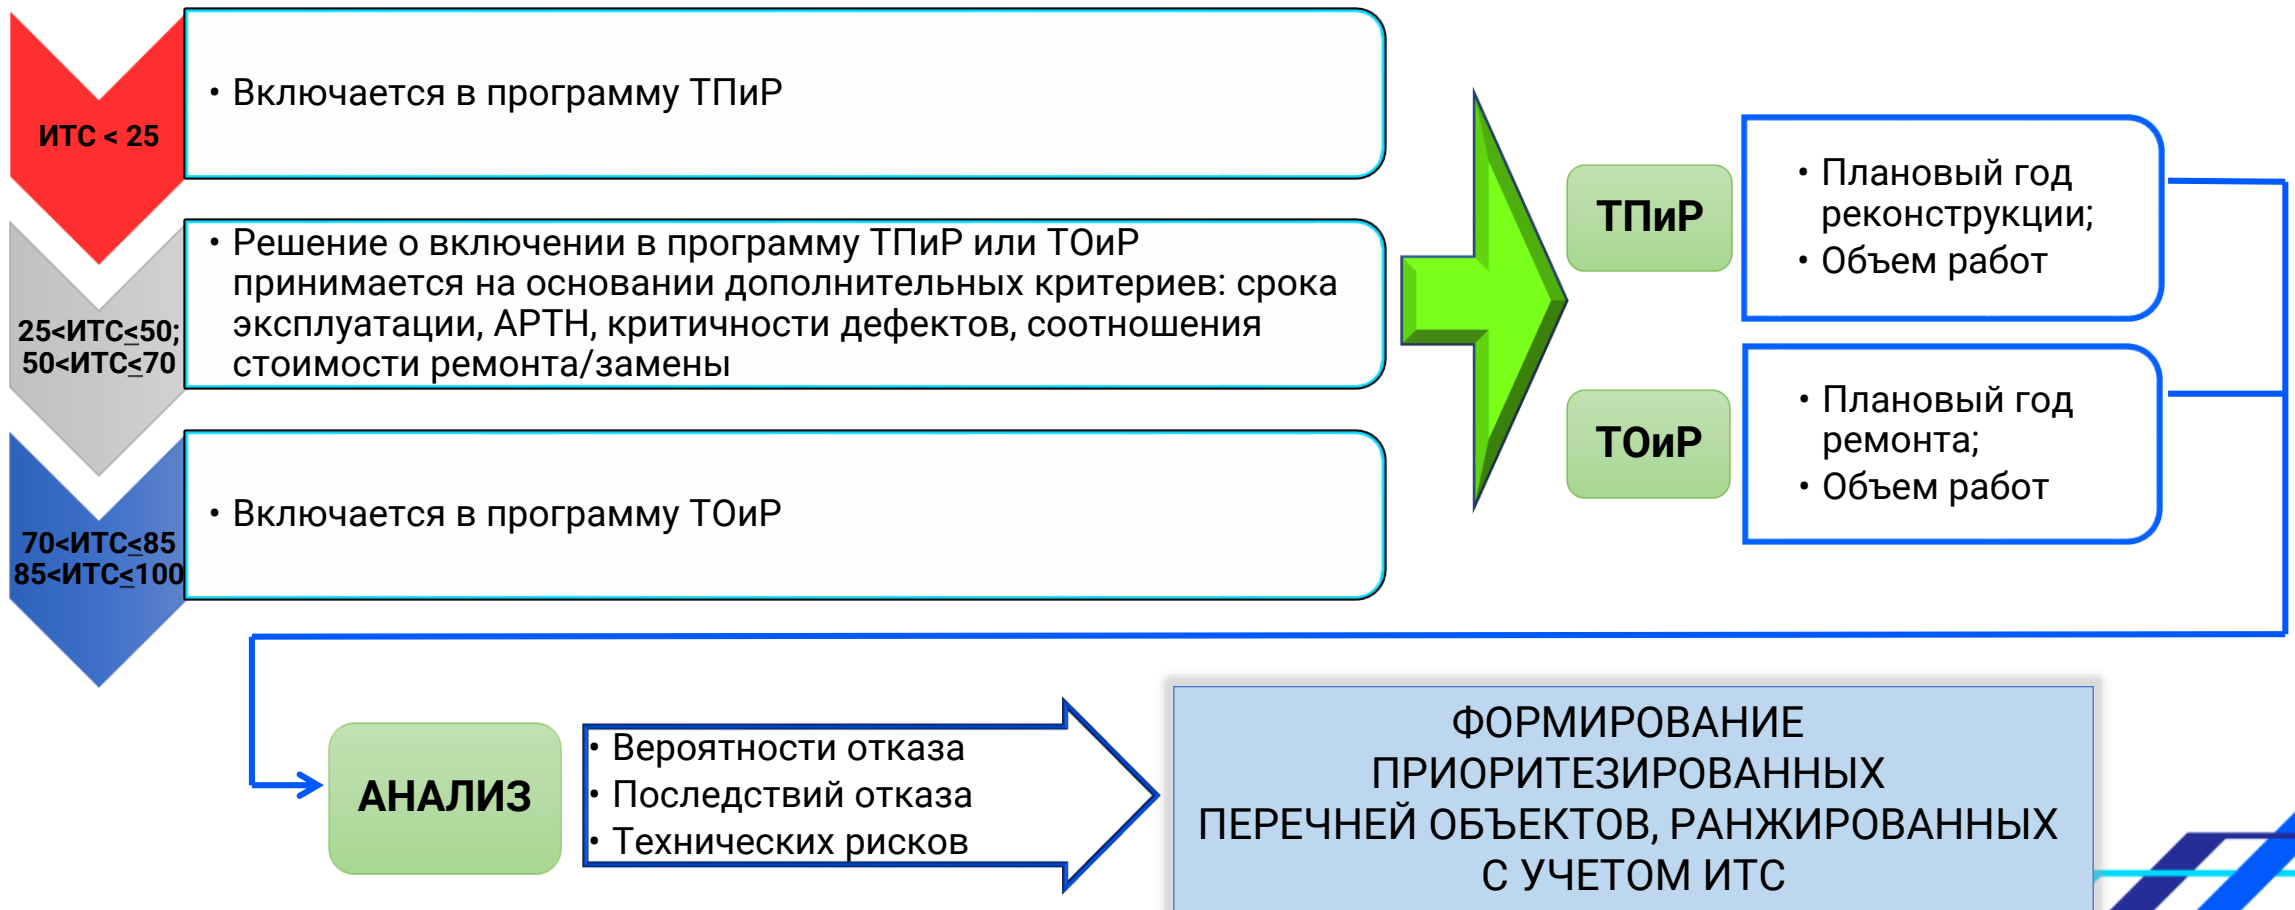 ИТС < 25
• Включается в программу ТПиР
25<ИТС≤50;
50<ИТС≤70
• Решение о включении в программу ТПиР или ТОиР
принимается на основании дополнительных критериев: срока
эксплуатации, АРТН, критичности дефектов, соотношения
стоимости ремонта/замены
70<ИТС≤85
85<ИТС≤100
• Включается в программу ТОиР
ТПиР
• Плановый год
реконструкции;
• Объем работ
ТОиР
• Плановый год
ремонта;
• Объем работ
АНАЛИЗ
• Вероятности отказа
• Последствий отказа
• Технических рисков
ФОРМИРОВАНИЕ
ПРИОРИТЕЗИРОВАННЫХ
ПЕРЕЧНЕЙ ОБЪЕКТОВ, РАНЖИРОВАННЫХ
С УЧЕТОМ ИТС